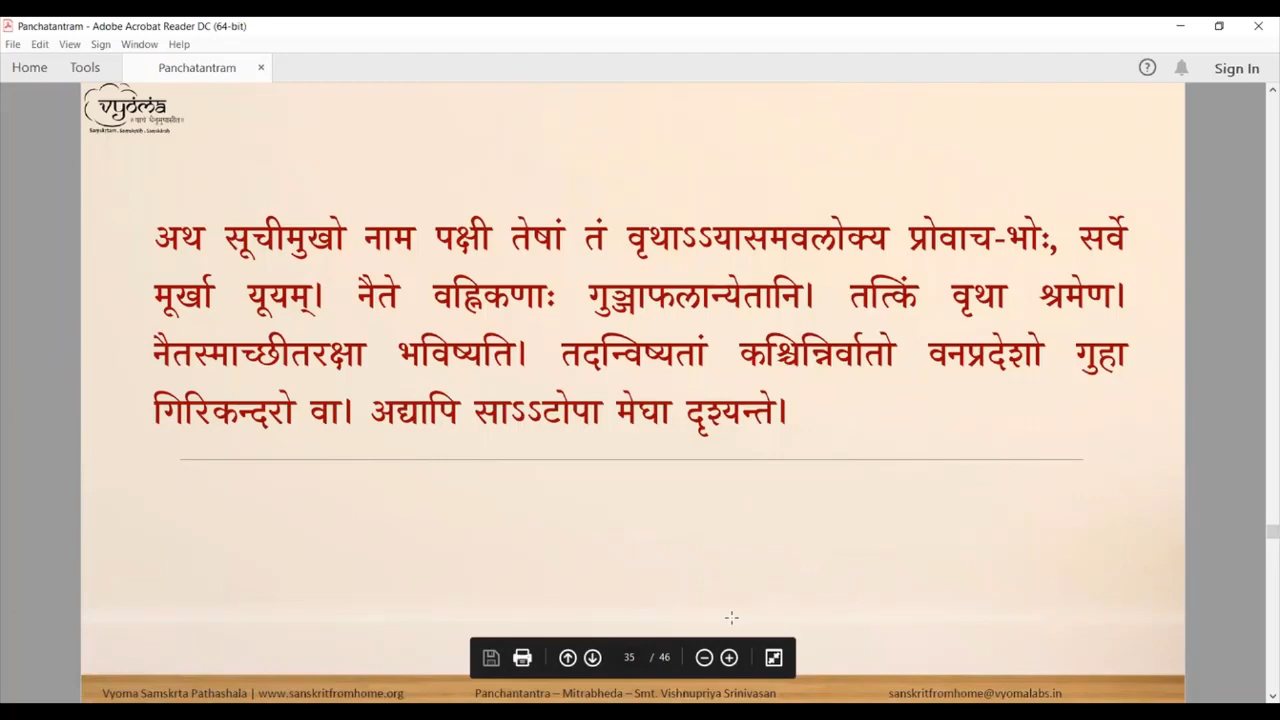 Panchatantram - Adobe Acrobat Reader DC (64-bit)
File Edit View Sign Window Help
Home Tools Panchatantram × Sign In
vyoma
॥ वाचं धेनुमुपासीत॥
Samskrtam . Samskriti . Samskara
अथ सूचीमुखो नाम पक्षी तेषां तं वृथाऽऽयासमवलोक्य प्रोवाच-भोः, सर्वे
मूर्खा यूयम्। नैते वह्निकणाः गुञ्जाफलान्येतानि। तत्किं वृथा श्रमेण।
नैतस्माच्छीतरक्षा भविष्यति। तदन्विष्यतां कश्चिन्निर्वातो वनप्रदेशो गुहा
गिरिकन्दरो वा। अद्यापि साऽऽटोपा मेघा दृश्यन्ते।
35 / 46
Vyoma Samskrta Pathashala | www.sanskritfromhome.org Panchantantra – Mitrabheda – Smt. Vishnupriya Srinivasan sanskritfromhome@vyomalabs.in